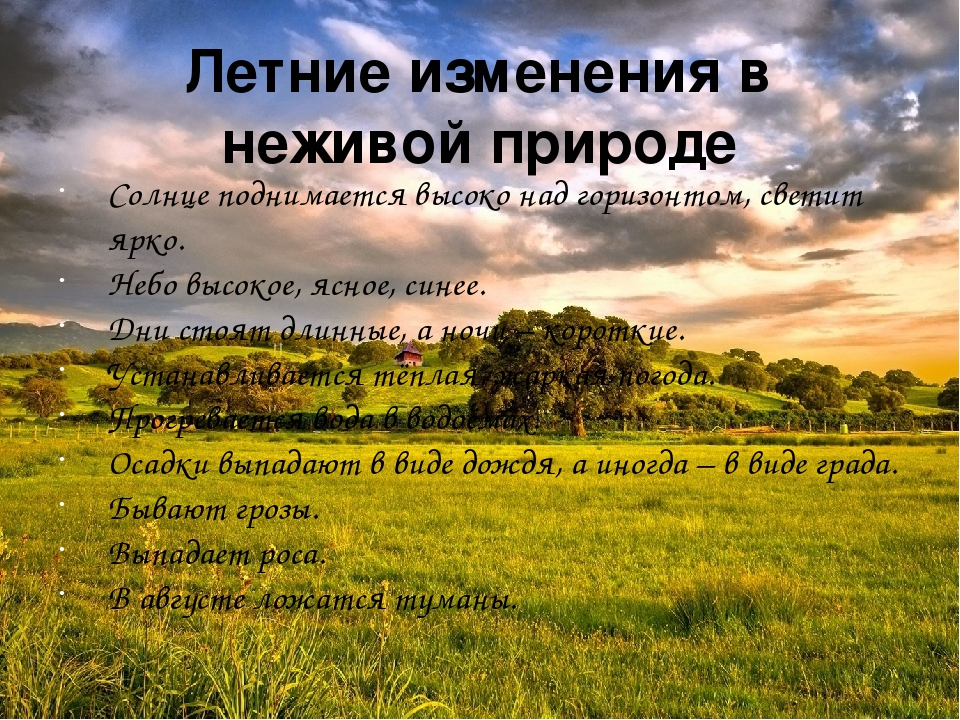 Летние изменения в
неживой природе
Солнце поднимается высоко над горизонтом, светит
ярко.
Небо высокое, ясное, синее.
Дни стоят длинные, а ночи – короткие.
Устанавливается тёплая, жаркая погода.
Прогревается вода в водоёмах.
Осадки выпадают в виде дождя, а иногда – в виде града.
Бывают грозы.
Выпадает роса.
В августе ложатся туманы.